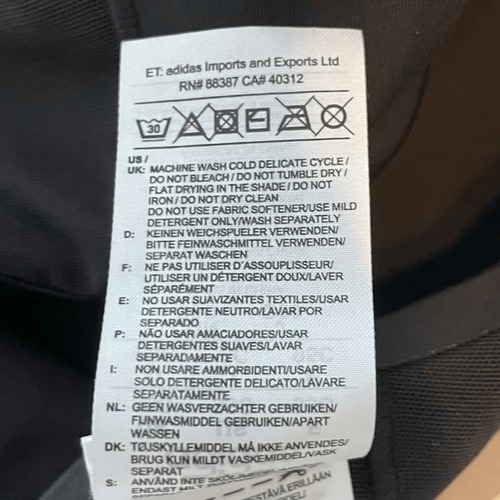 ET: adidas Imports and Exports Ltd
RN# 88387 CA# 40312
30
US /
UK: MACHINE WASH COLD DELICATE CYCLE /
DO NOT BLEACH / DO NOT TUMBLE DRY /
FLAT DRYING IN THE SHADE / DO NOT
IRON / DO NOT DRY CLEAN
DO NOT USE FABRIC SOFTENER/USE MILD
DETERGENT ONLY/WASH SEPARATELY
D: KEINEN WEICHSPUELER VERWENDEN/
BITTE FEINWASCHMITTEL VERWENDEN/
SEPARAT WASCHEN
F: NE PAS UTILISER D'ASSOUPLISSEUR/
UTILISER UN DÉTERGENT DOUX/LAVER
SÉPARÉMENT
E: NO USAR SUAVIZANTES TEXTILES/USAR
DETERGENTE NEUTRO/LAVAR POR
SEPARADO
P: NÃO USAR AMACIADORES/USAR
DETERGENTES SUAVES/LAVAR
SEPARADAMENTE
I: NON USARE AMMORBIDENTI/USARE
SOLO DETERGENTE DELICATO/LAVARE
SEPARATAMENTE
NL: GEEN WASVERZACHTER GEBRUIKEN/
FIJNWASMIDDEL GEBRUIKEN/APART
WASSEN
DK: TØJSKYLLEMIDDEL MÅ IKKE ANVENDES/
BRUG KUN MILDT VASKEMIDDEL/VASK
SEPARAT
S: ANVÄND INTE
ENDAST
ERILLÄÄN